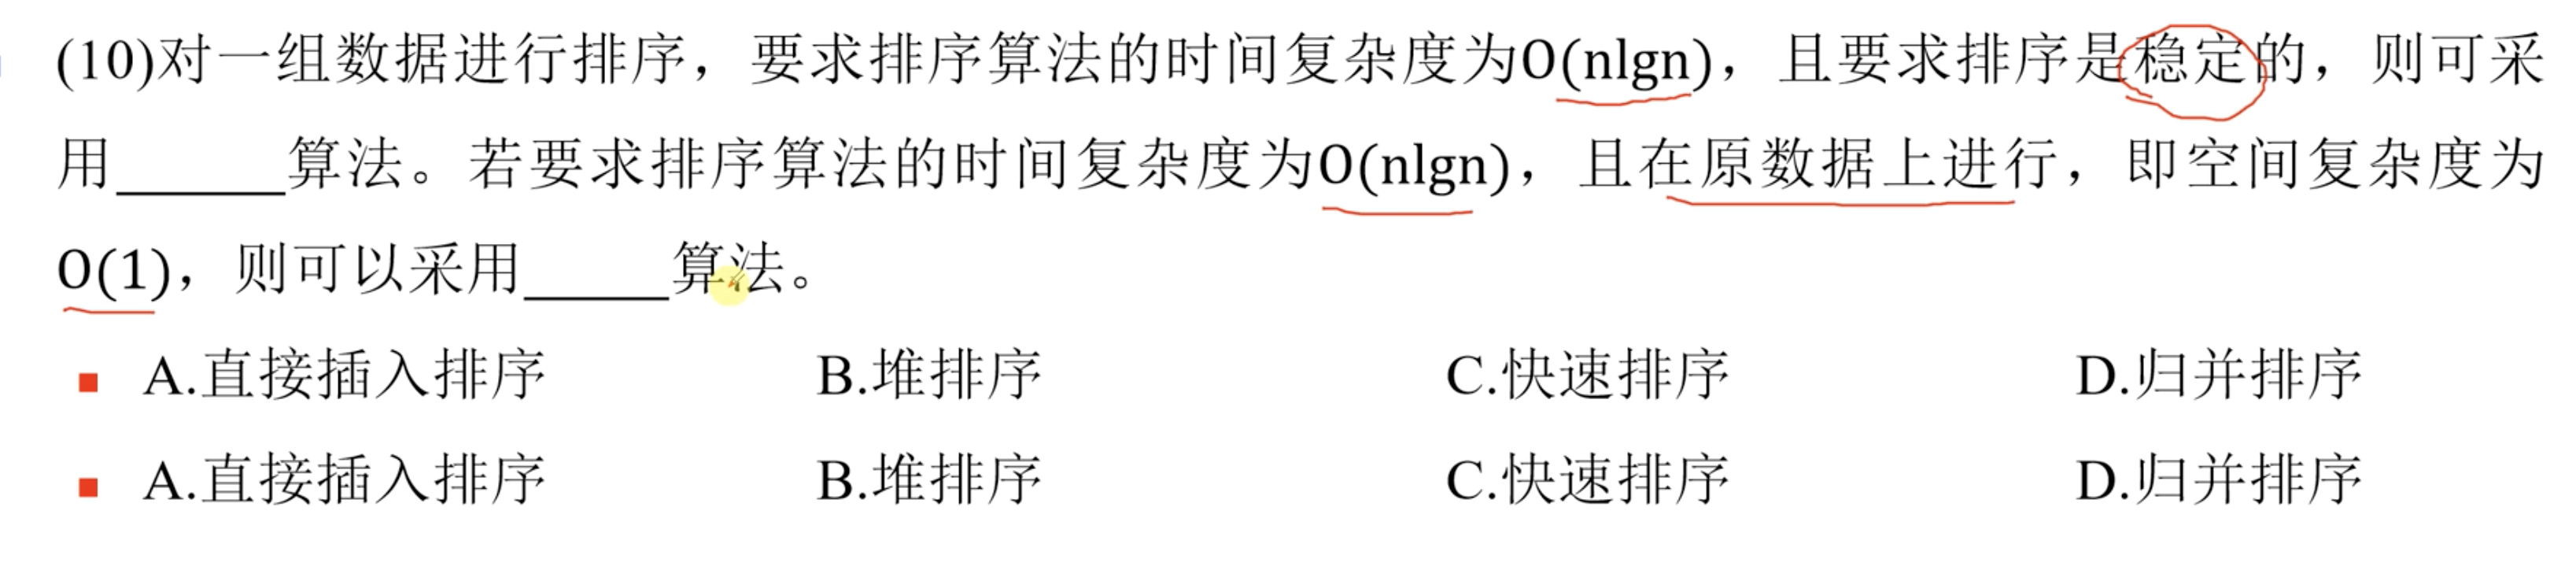 (10)对一组数据进行排序，要求排序算法的时间复杂度为O(nlgn)，且要求排序是稳定的，则可采
用______算法。若要求排序算法的时间复杂度为O(nlgn)，且在原数据上进行，即空间复杂度为
O(1)，则可以采用_____算法。
A.直接插入排序 B.堆排序 C.快速排序 D.归并排序
A.直接插入排序 B.堆排序 C.快速排序 D.归并排序